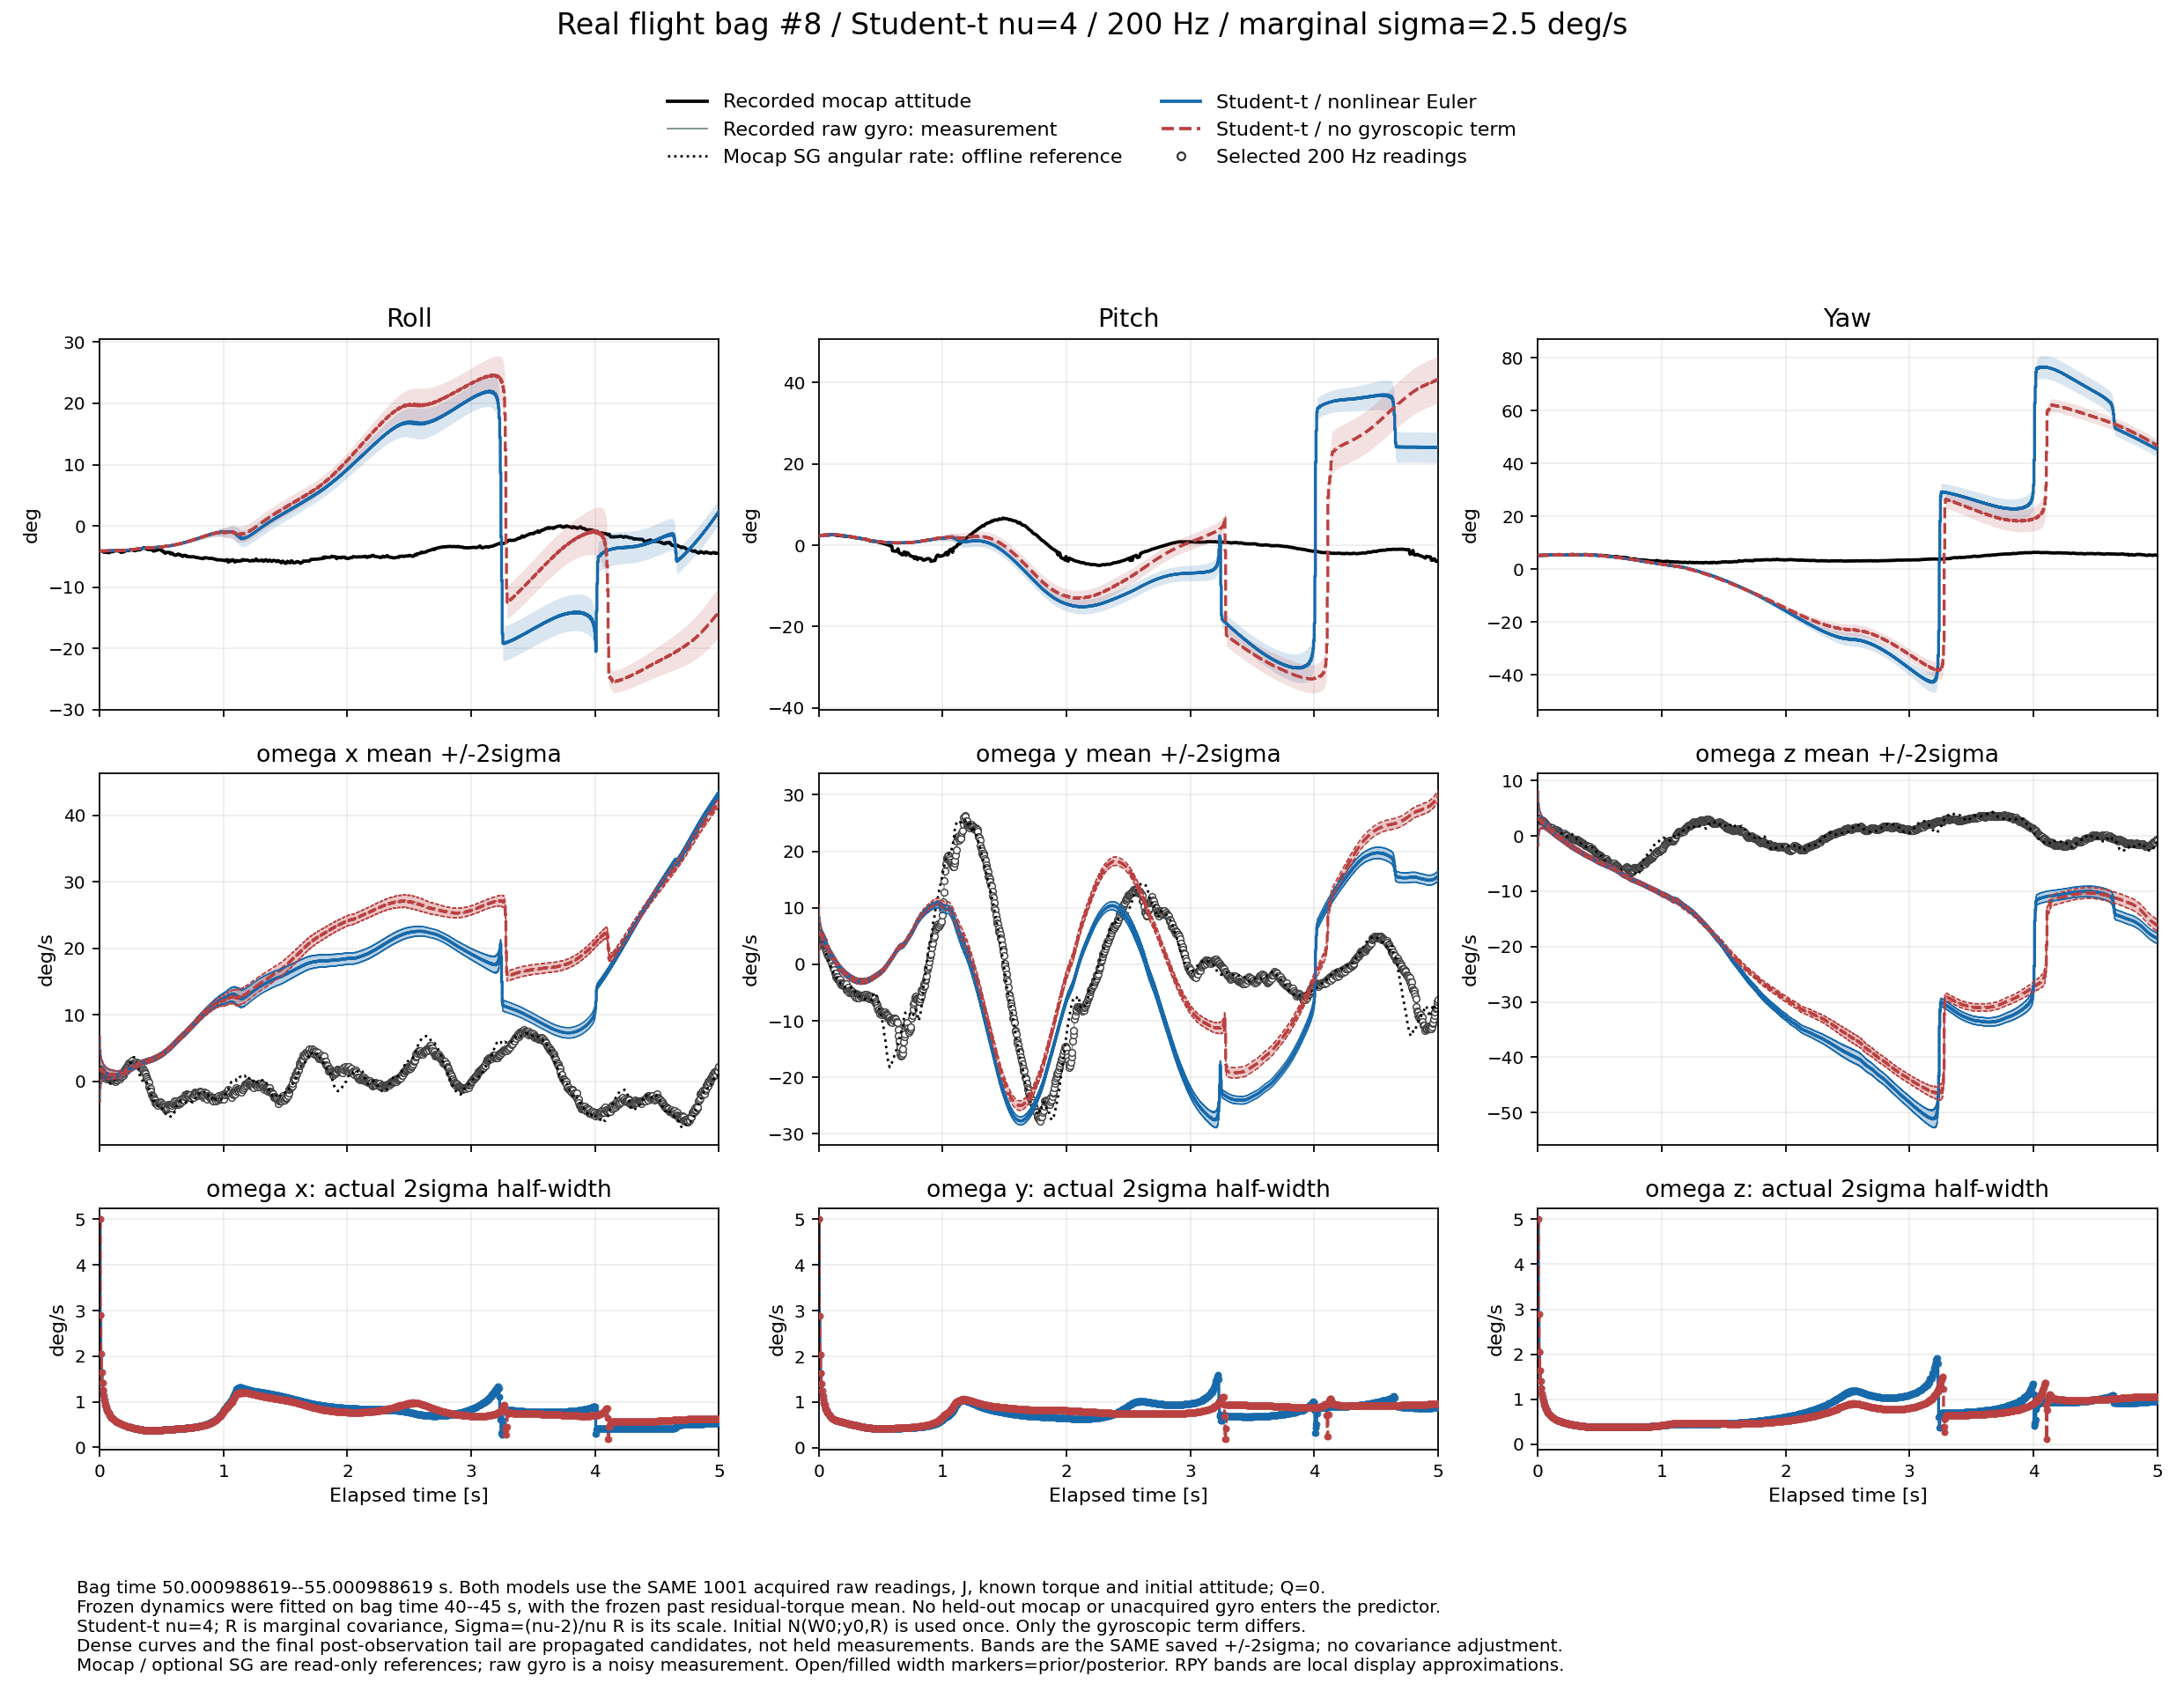 Real flight bag #8 / Student-t nu=4 / 200 Hz / marginal sigma=2.5 deg/s
Recorded mocap attitude
Recorded raw gyro: measurement
Mocap SG angular rate: offline reference
Student-t / nonlinear Euler
Student-t / no gyroscopic term
Selected 200 Hz readings
Roll
30
20
10
0
−10
−20
−30
deg
Pitch
40
20
0
−20
−40
deg
Yaw
80
60
40
20
0
−20
−40
deg
omega x mean +/-2sigma
40
30
20
10
0
deg/s
omega y mean +/-2sigma
30
20
10
0
−10
−20
−30
deg/s
omega z mean +/-2sigma
10
0
−10
−20
−30
−40
−50
deg/s
omega x: actual 2sigma half-width
5
4
3
2
1
0
deg/s
0 1 2 3 4 5
Elapsed time [s]
omega y: actual 2sigma half-width
5
4
3
2
1
0
deg/s
0 1 2 3 4 5
Elapsed time [s]
omega z: actual 2sigma half-width
5
4
3
2
1
0
deg/s
0 1 2 3 4 5
Elapsed time [s]
Bag time 50.000988619--55.000988619 s. Both models use the SAME 1001 acquired raw readings, J, known torque and initial attitude; Q=0.
Frozen dynamics were fitted on bag time 40--45 s, with the frozen past residual-torque mean. No held-out mocap or unacquired gyro enters the predictor.
Student-t nu=4; R is marginal covariance, Sigma=(nu-2)/nu R is its scale. Initial N(W0;y0,R) is used once. Only the gyroscopic term differs.
Dense curves and the final post-observation tail are propagated candidates, not held measurements. Bands are the SAME saved +/-2sigma; no covariance adjustment.
Mocap / optional SG are read-only references; raw gyro is a noisy measurement. Open/filled width markers=prior/posterior. RPY bands are local display approximations.